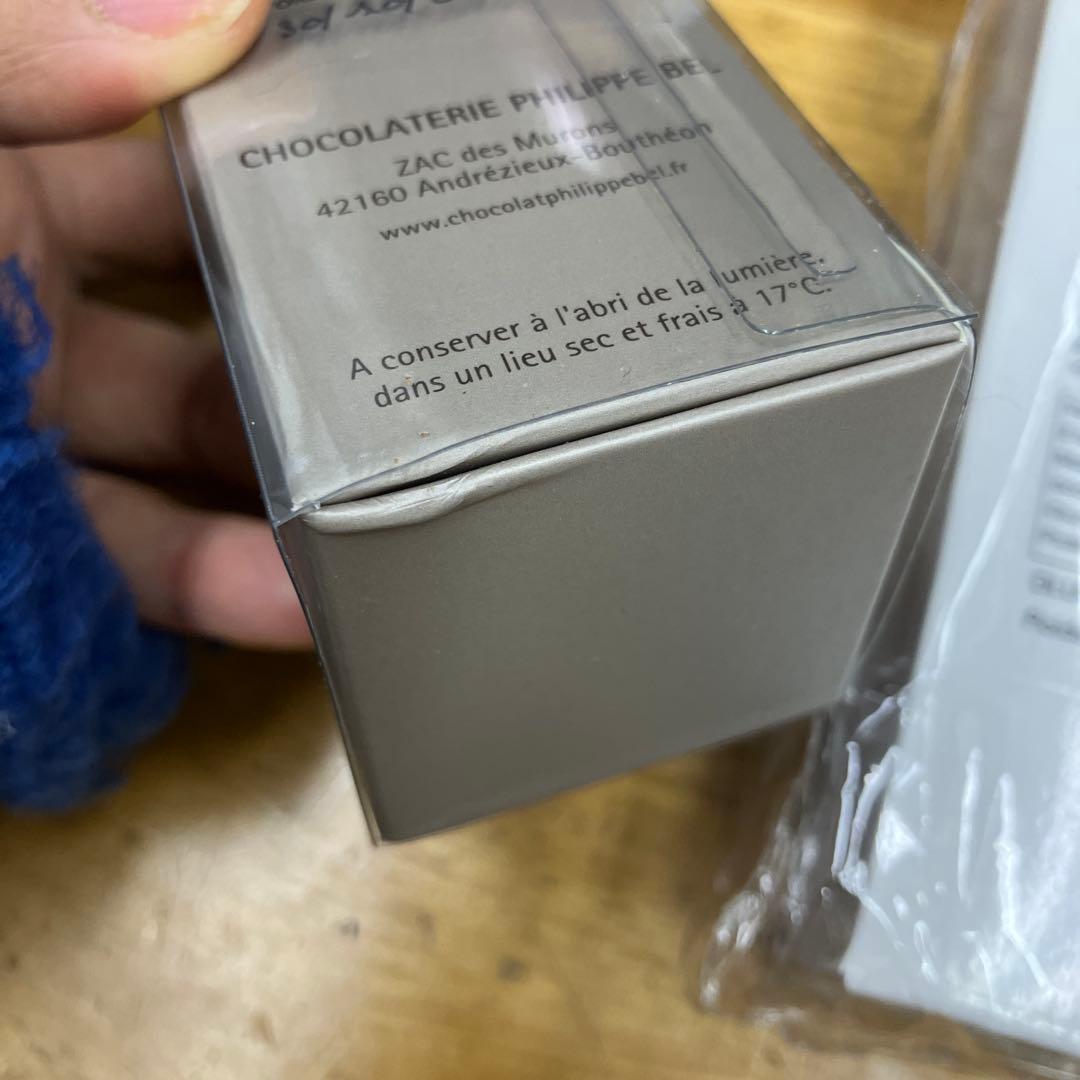 CHOCOLATERIE PHILIPPE BEL
ZAC des Murons
42160 Andrézieux-Bouthéon
www.chocolatphilippebel.fr
A conserver à l'abri de la lumière,
dans un lieu sec et frais à 17°C.